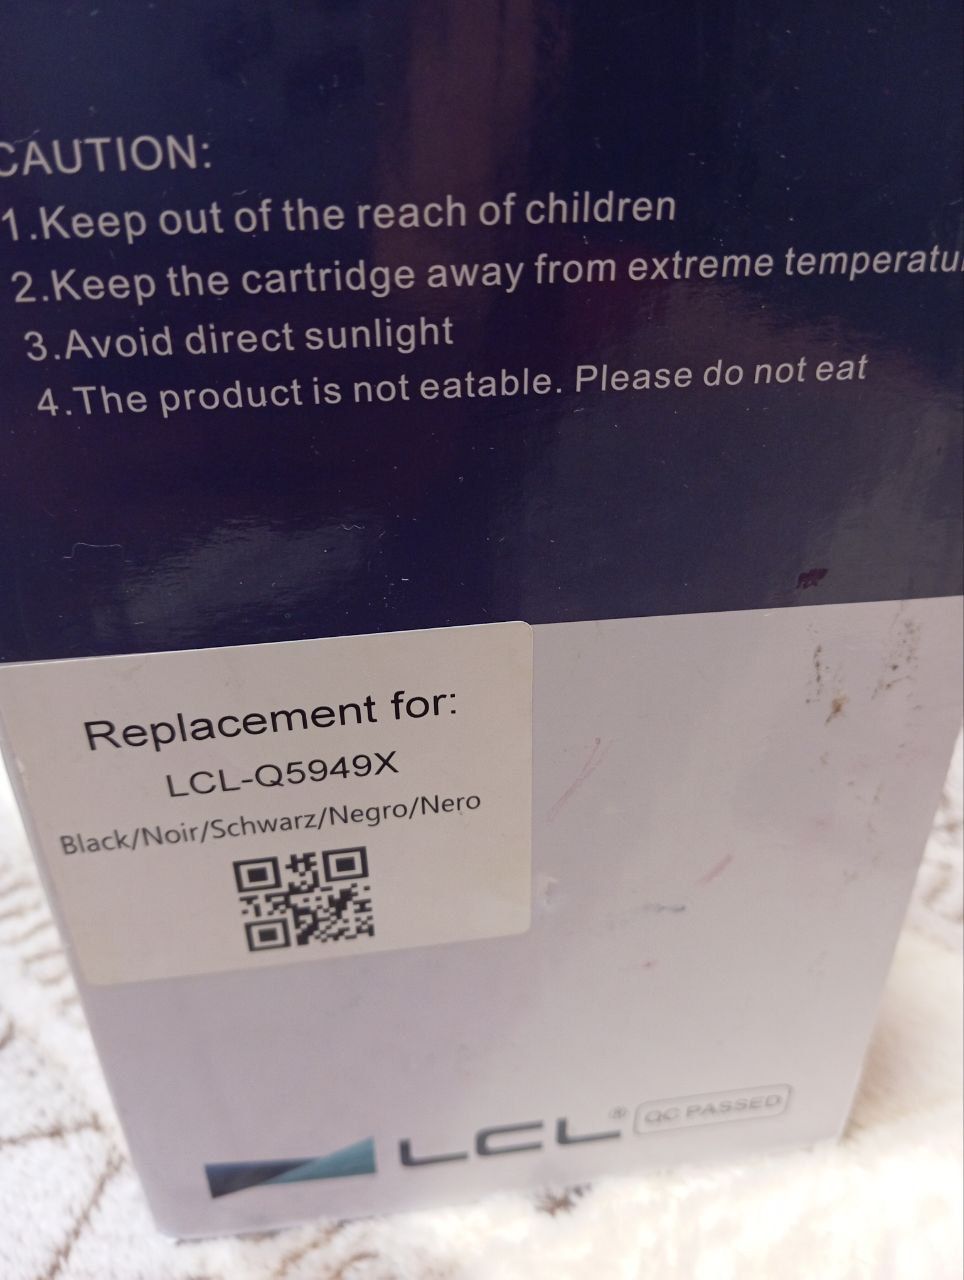 CAUTION:
1.Keep out of the reach of children
2.Keep the cartridge away from extreme temperatu
3.Avoid direct sunlight
4.The product is not eatable. Please do not eat
Replacement for:
LCL-Q5949X
Black/Noir/Schwarz/Negro/Nero
LCL® QC PASSED